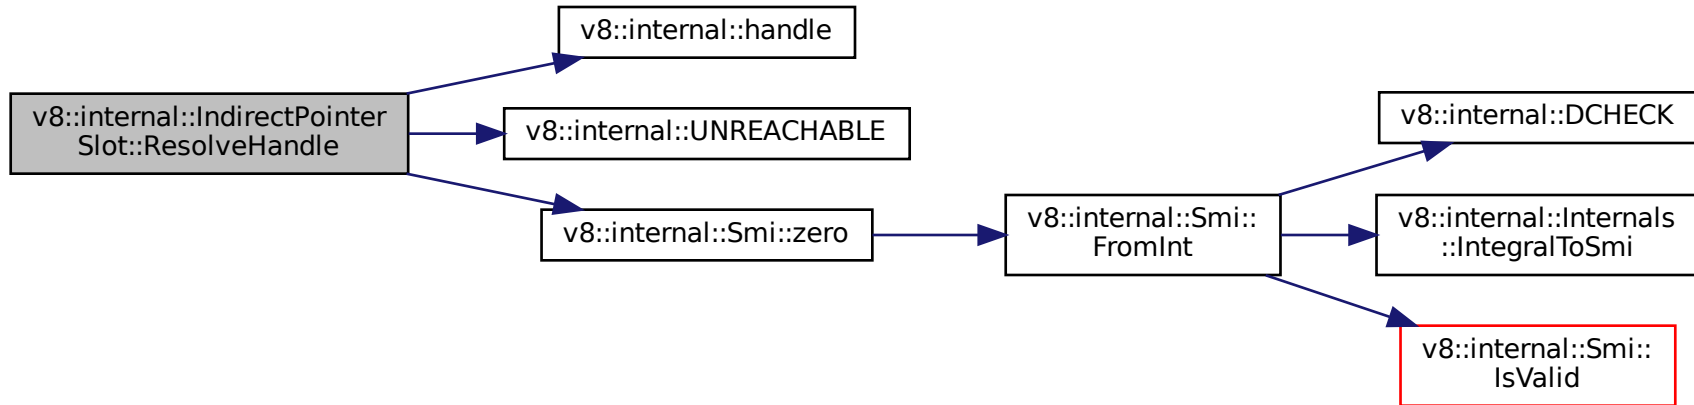 v8::internal::handle
v8::internal::IndirectPointer
Slot::ResolveHandle
v8::internal::UNREACHABLE
v8::internal::Smi::zero
v8::internal::Smi::
FromInt
v8::internal::DCHECK
v8::internal::Internals
::IntegralToSmi
v8::internal::Smi::
IsValid